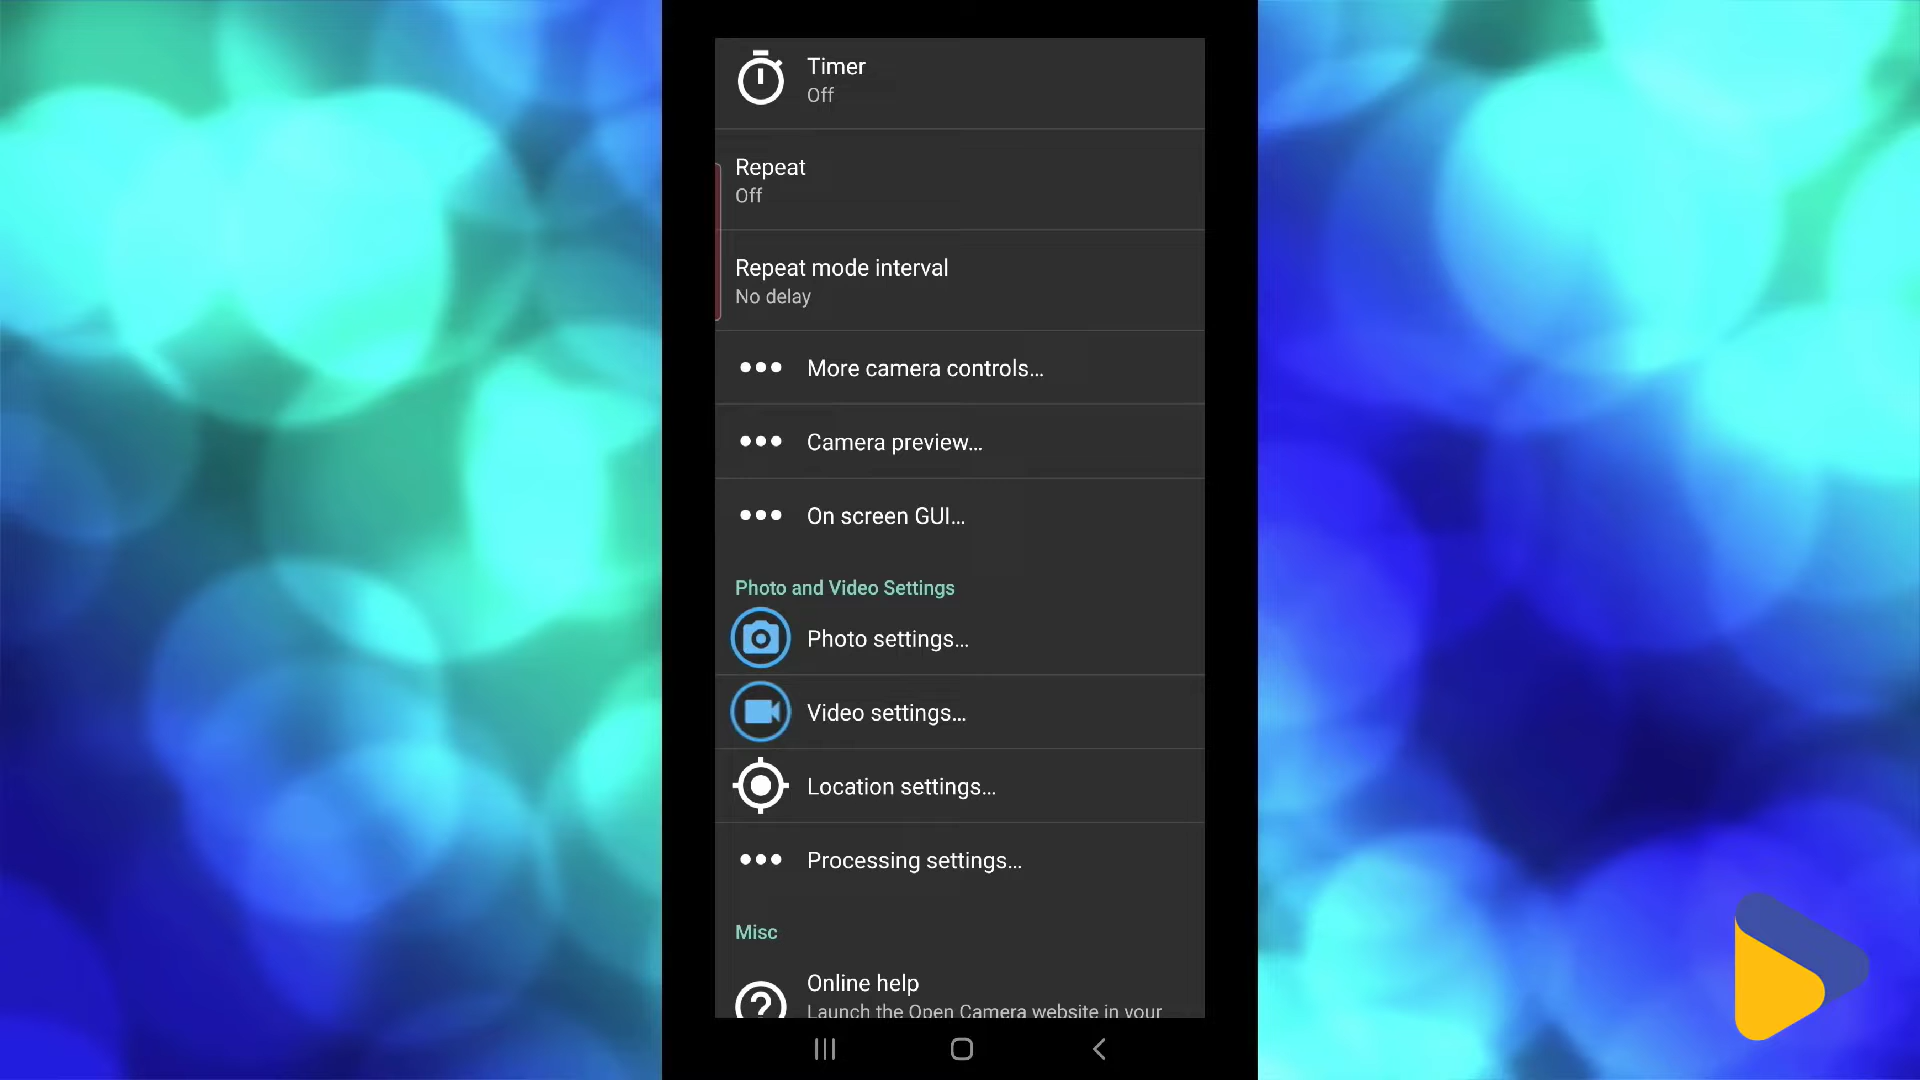 Timer
Off
Repeat
Off
Repeat mode interval
No delay
More camera controls...
Camera preview...
On screen GUI...
Photo and Video Settings
Photo settings...
Video settings...
Location settings...
Processing settings...
Misc
Online help
Launch the Open Camera website in your